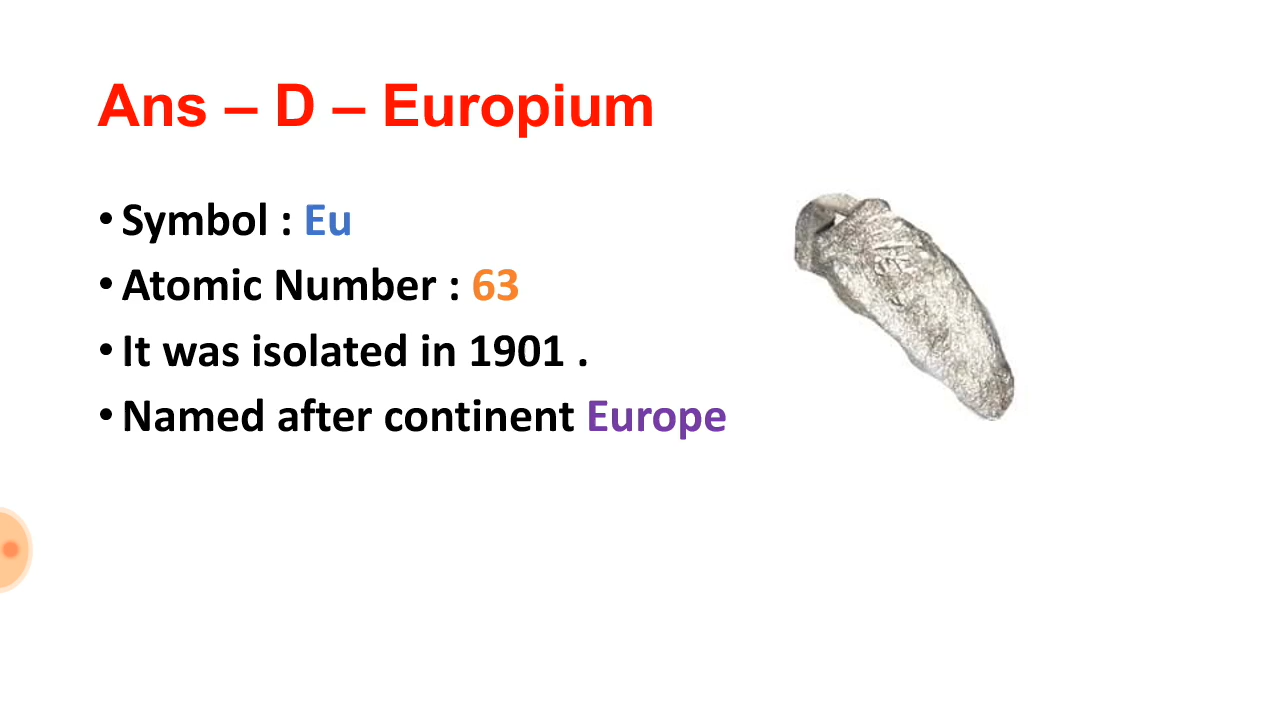 Ans – D – Europium
• Symbol : Eu
• Atomic Number : 63
• It was isolated in 1901 .
• Named after continent Europe